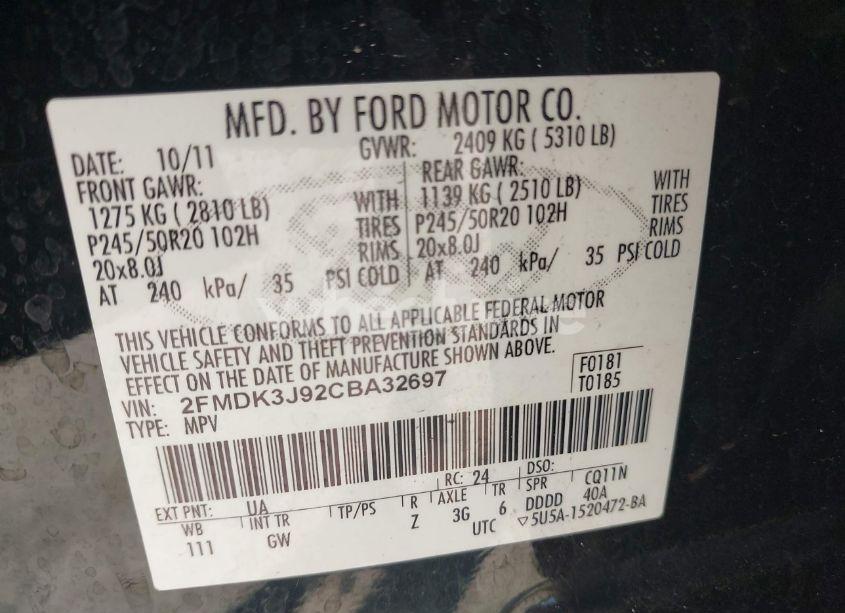 MFD. BY FORD MOTOR CO.
DATE: 10/11 GVWR: 2409 KG ( 5310 LB)
FRONT GAWR: REAR GAWR:
1275 KG ( 2810 LB) WITH 1139 KG ( 2510 LB) WITH
P245/50R20 102H TIRES P245/50R20 102H TIRES
20x8.0J RIMS 20x8.0J RIMS
AT 240 kPa/ 35 PSI COLD AT 240 kPa/ 35 PSI COLD
THIS VEHICLE CONFORMS TO ALL APPLICABLE FEDERAL MOTOR
VEHICLE SAFETY AND THEFT PREVENTION STANDARDS IN
EFFECT ON THE DATE OF MANUFACTURE SHOWN ABOVE.
F0181
T0185
VIN: 2FMDK3J92CBA32697
TYPE: MPV
EXT PNT: UA RC: 24 DSO:
WB INT TR TP/PS R AXLE TR SPR CQ11N
111 GW Z 3G 6 DDDD 40A
UTC ▽5U5A-1520472-BA